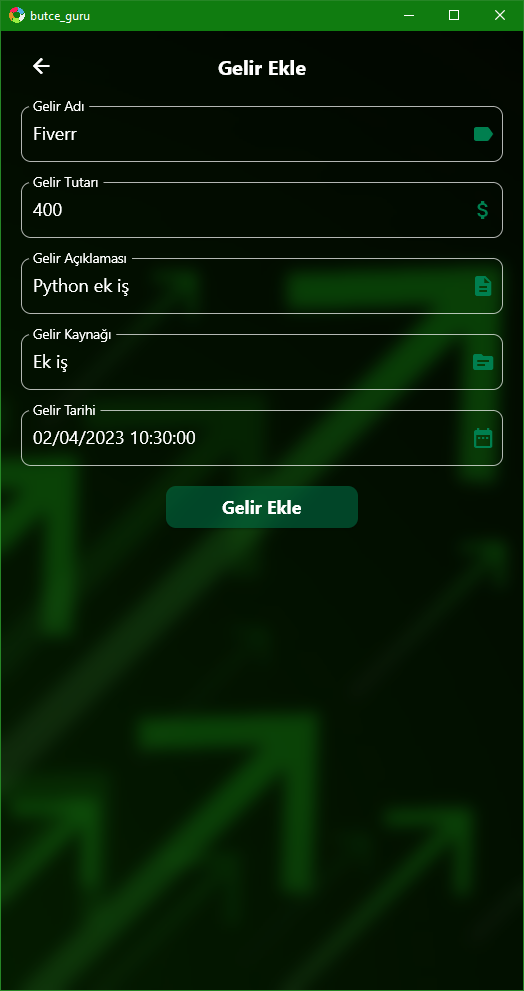 butce_guru
Gelir Ekle
Gelir Adı
Fiverr
Gelir Tutarı
400
$
Gelir Açıklaması
Python ek iş
Gelir Kaynağı
Ek iş
Gelir Tarihi
02/04/2023 10:30:00
Gelir Ekle